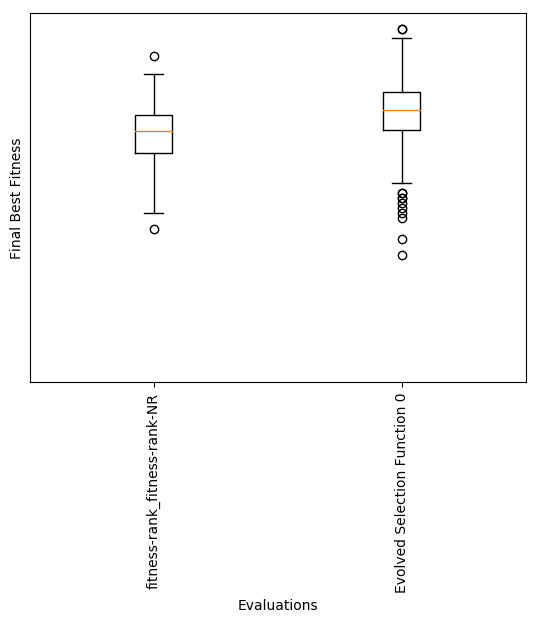 Final Best Fitness
fitness-rank_fitness-rank-NR
Evolved Selection Function 0
Evaluations